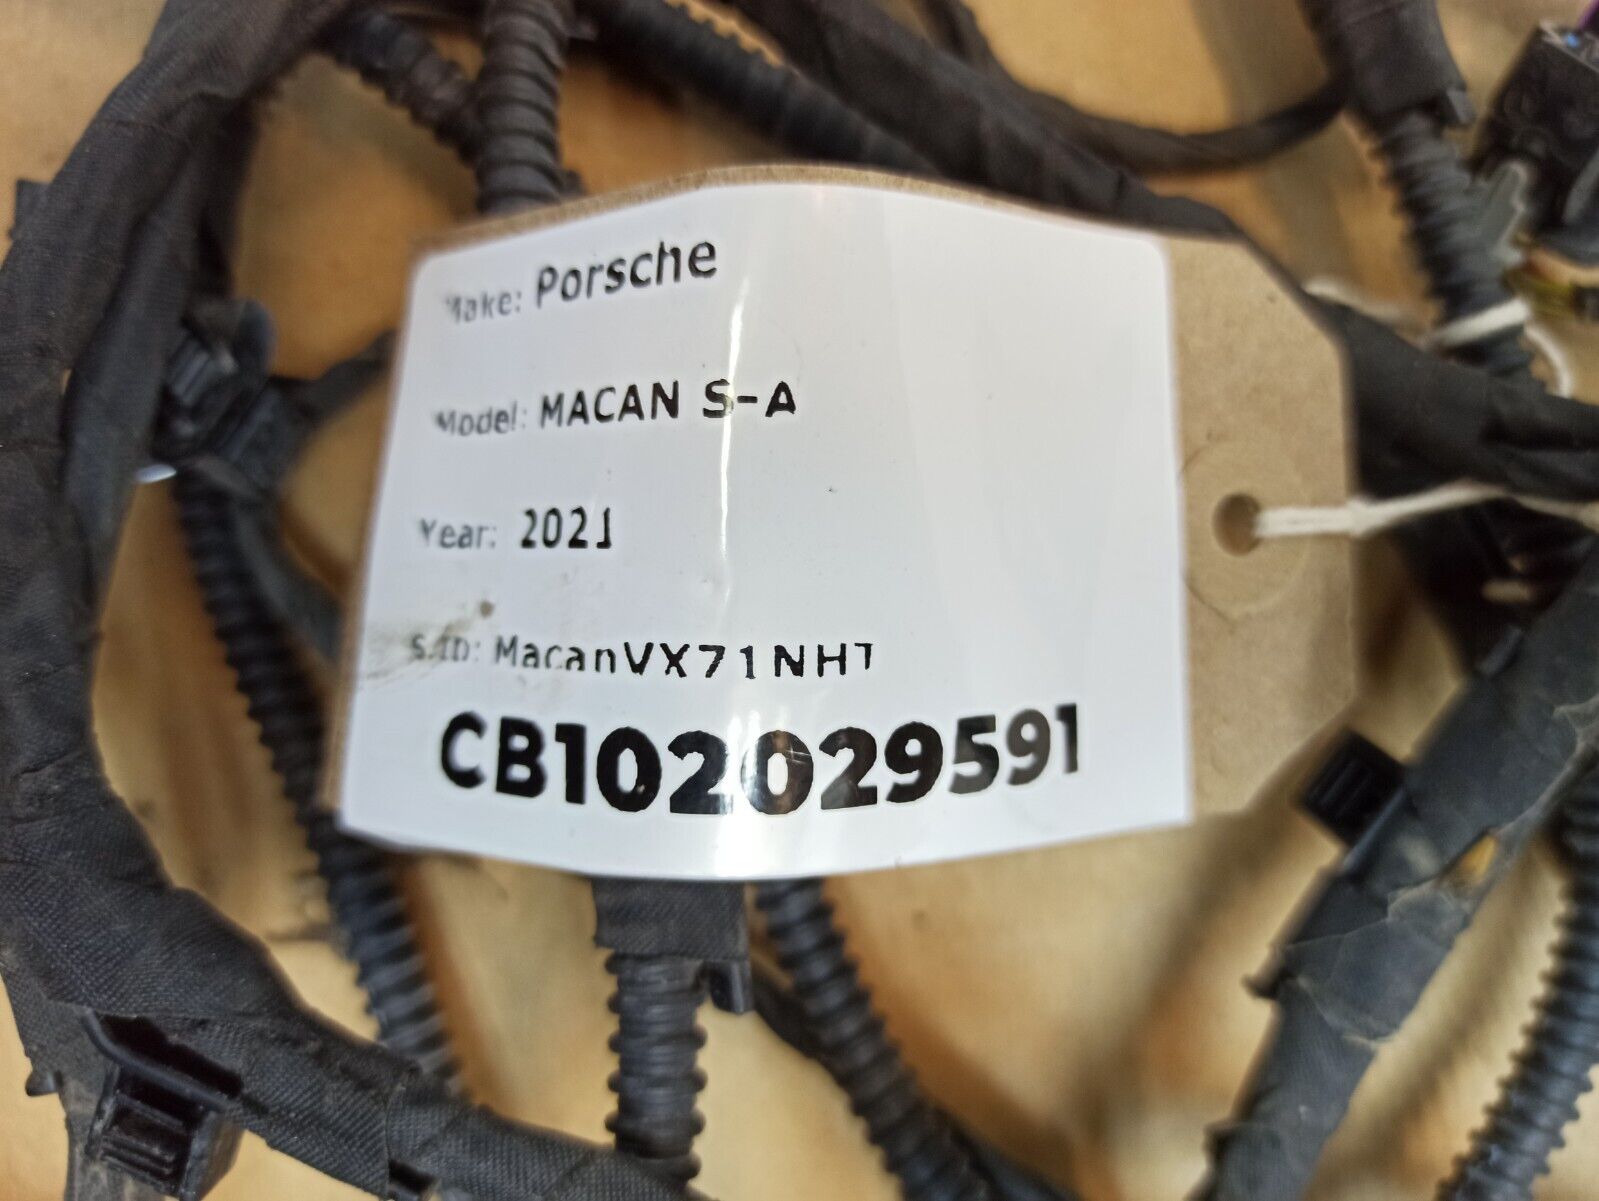 Make: Porsche
Model: MACAN S-A
Year: 2021
S.ID: MacanVX71NHT
CB102029591